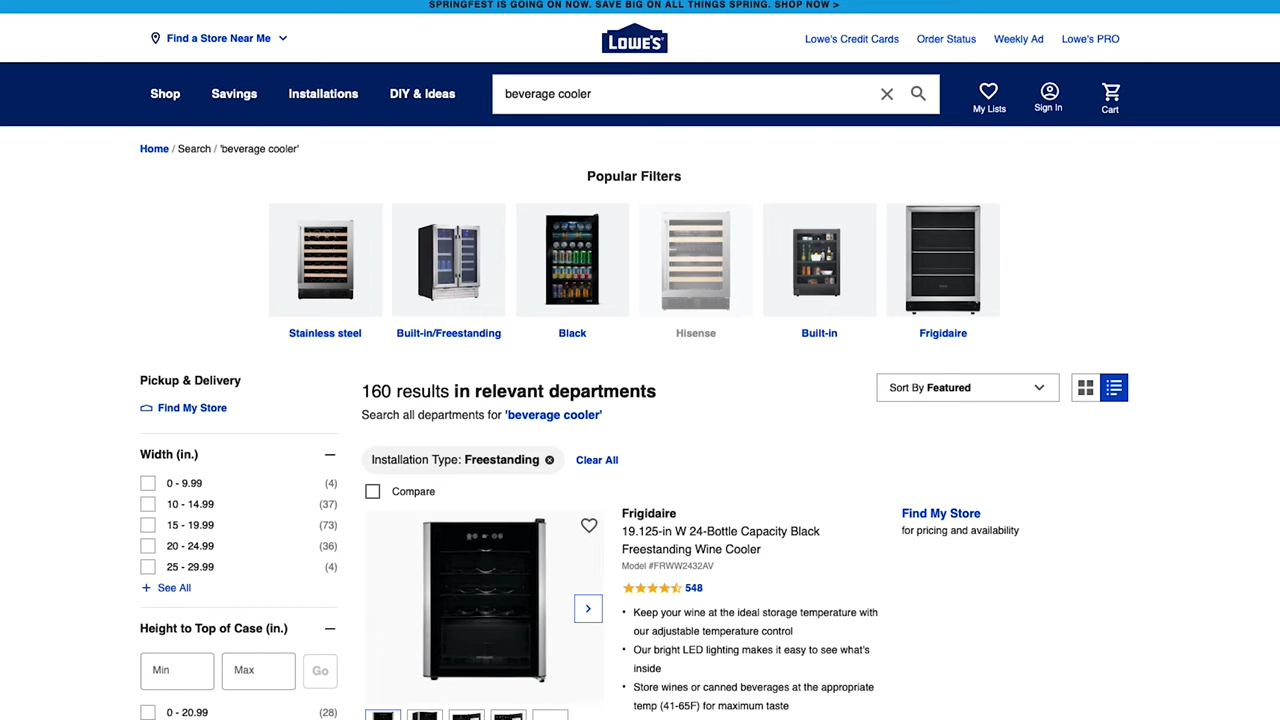 SPRINGFEST IS GOING ON NOW. SAVE BIG ON ALL THINGS SPRING. SHOP NOW >
Find a Store Near Me
LOWE'S
Lowe's Credit Cards
Order Status
Weekly Ad
Lowe's PRO
Shop
Savings
Installations
DIY & Ideas
beverage cooler
My Lists
Sign In
Cart
Home / Search / 'beverage cooler'
Popular Filters
Stainless steel
Built-in/Freestanding
Black
Hisense
Built-in
Frigidaire
Pickup & Delivery
Find My Store
Width (in.)
0 - 9.99 (4)
10 - 14.99 (37)
15 - 19.99 (73)
20 - 24.99 (36)
25 - 29.99 (4)
+ See All
Height to Top of Case (in.)
Min
Max
Go
0 - 20.99 (28)
160 results in relevant departments
Search all departments for 'beverage cooler'
Sort By Featured
Installation Type: Freestanding
Clear All
Compare
Frigidaire
19.125-in W 24-Bottle Capacity Black
Freestanding Wine Cooler
Model #FRWW2432AV
548
• Keep your wine at the ideal storage temperature with
our adjustable temperature control
• Our bright LED lighting makes it easy to see what's
inside
• Store wines or canned beverages at the appropriate
temp (41-65F) for maximum taste
Find My Store
for pricing and availability